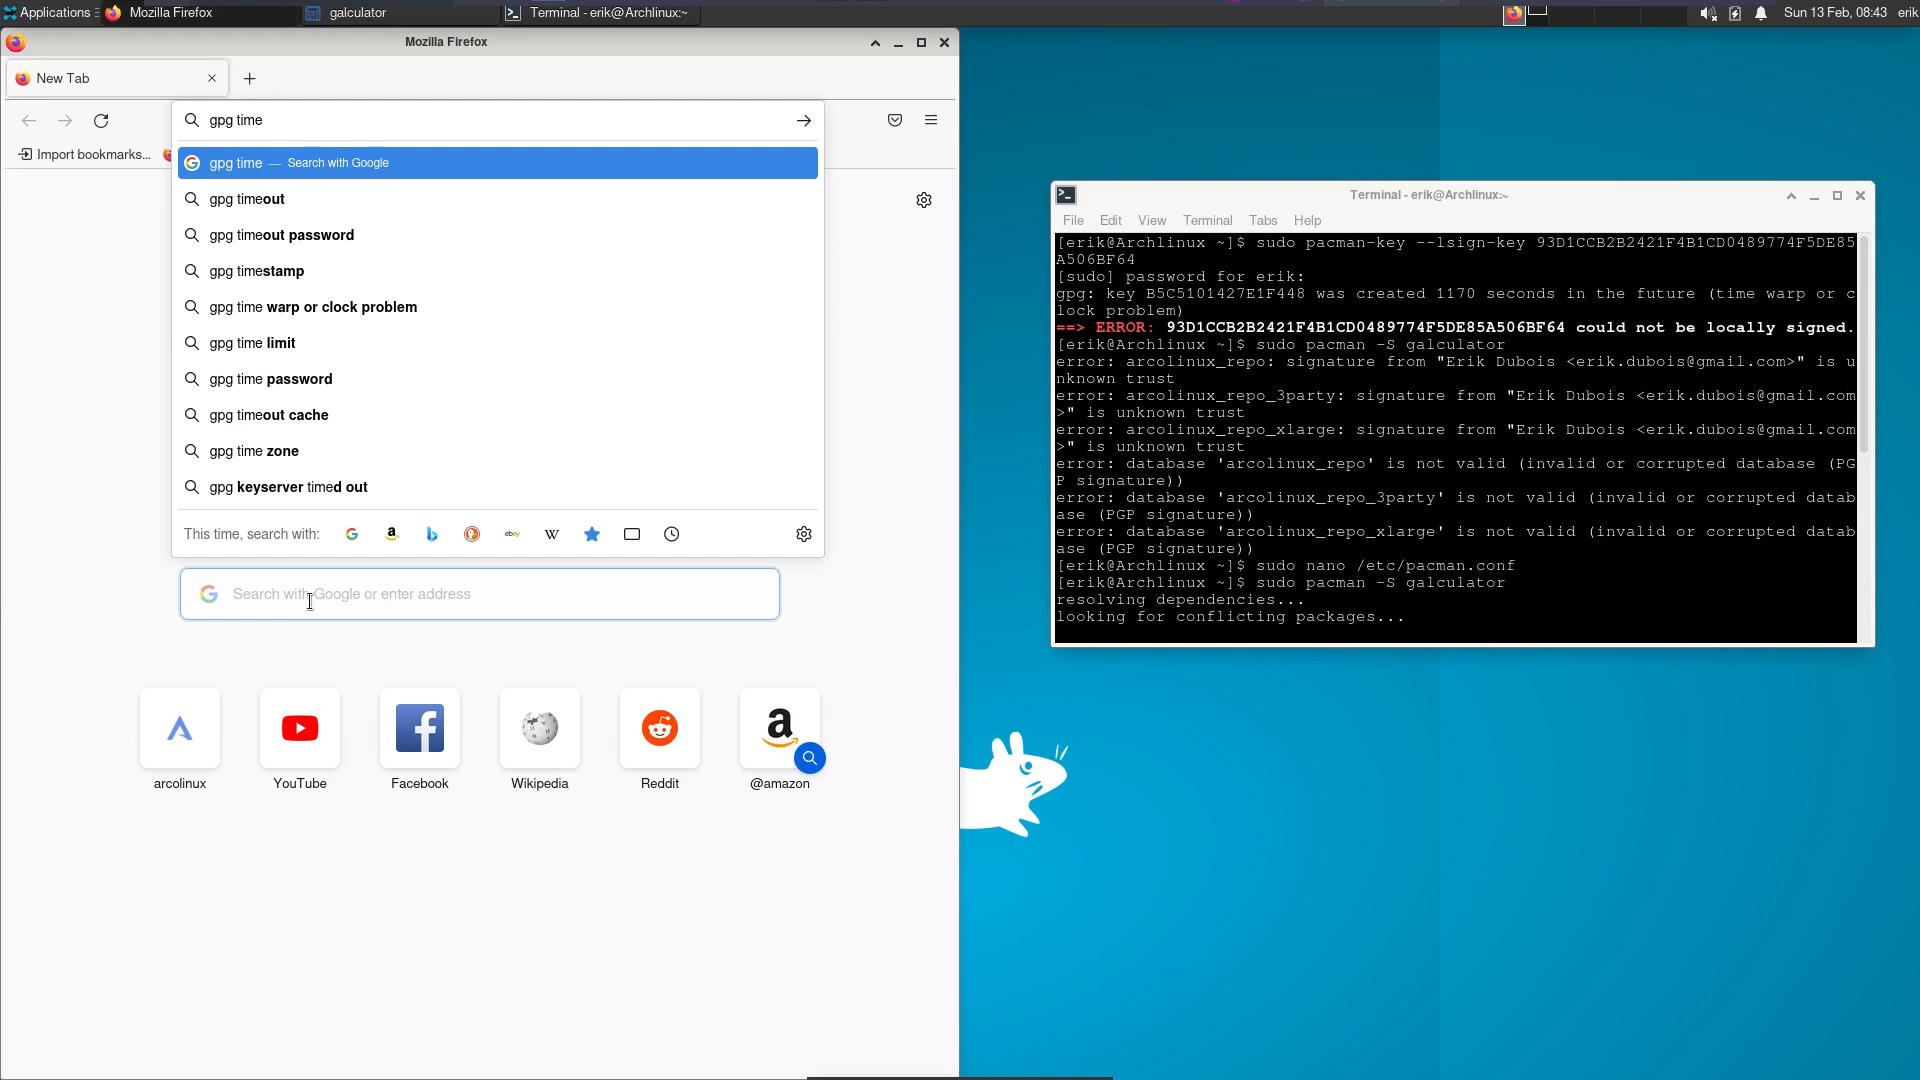 Applications
Mozilla Firefox
galculator
Terminal - erik@Archlinux:~
Sun 13 Feb, 08:43
erik
Mozilla Firefox
New Tab
gpg time
Import bookmarks...
gpg time — Search with Google
gpg timeout
gpg timeout password
gpg timestamp
gpg time warp or clock problem
gpg time limit
gpg time password
gpg timeout cache
gpg time zone
gpg keyserver timed out
This time, search with:
ebay
W
Search with Google or enter address
arcolinux
YouTube
Facebook
Wikipedia
Reddit
@amazon
Terminal - erik@Archlinux:~
File Edit View Terminal Tabs Help
[erik@Archlinux ~]$ sudo pacman-key --lsign-key 93D1CCB2B2421F4B1CD0489774F5DE85
A506BF64
[sudo] password for erik:
gpg: key B5C5101427E1F448 was created 1170 seconds in the future (time warp or c
lock problem)
==> ERROR: 93D1CCB2B2421F4B1CD0489774F5DE85A506BF64 could not be locally signed.
[erik@Archlinux ~]$ sudo pacman -S galculator
error: arcolinux_repo: signature from "Erik Dubois <erik.dubois@gmail.com>" is u
nknown trust
error: arcolinux_repo_3party: signature from "Erik Dubois <erik.dubois@gmail.com
>" is unknown trust
error: arcolinux_repo_xlarge: signature from "Erik Dubois <erik.dubois@gmail.com
>" is unknown trust
error: database 'arcolinux_repo' is not valid (invalid or corrupted database (PG
P signature))
error: database 'arcolinux_repo_3party' is not valid (invalid or corrupted datab
ase (PGP signature))
error: database 'arcolinux_repo_xlarge' is not valid (invalid or corrupted datab
ase (PGP signature))
[erik@Archlinux ~]$ sudo nano /etc/pacman.conf
[erik@Archlinux ~]$ sudo pacman -S galculator
resolving dependencies...
looking for conflicting packages...